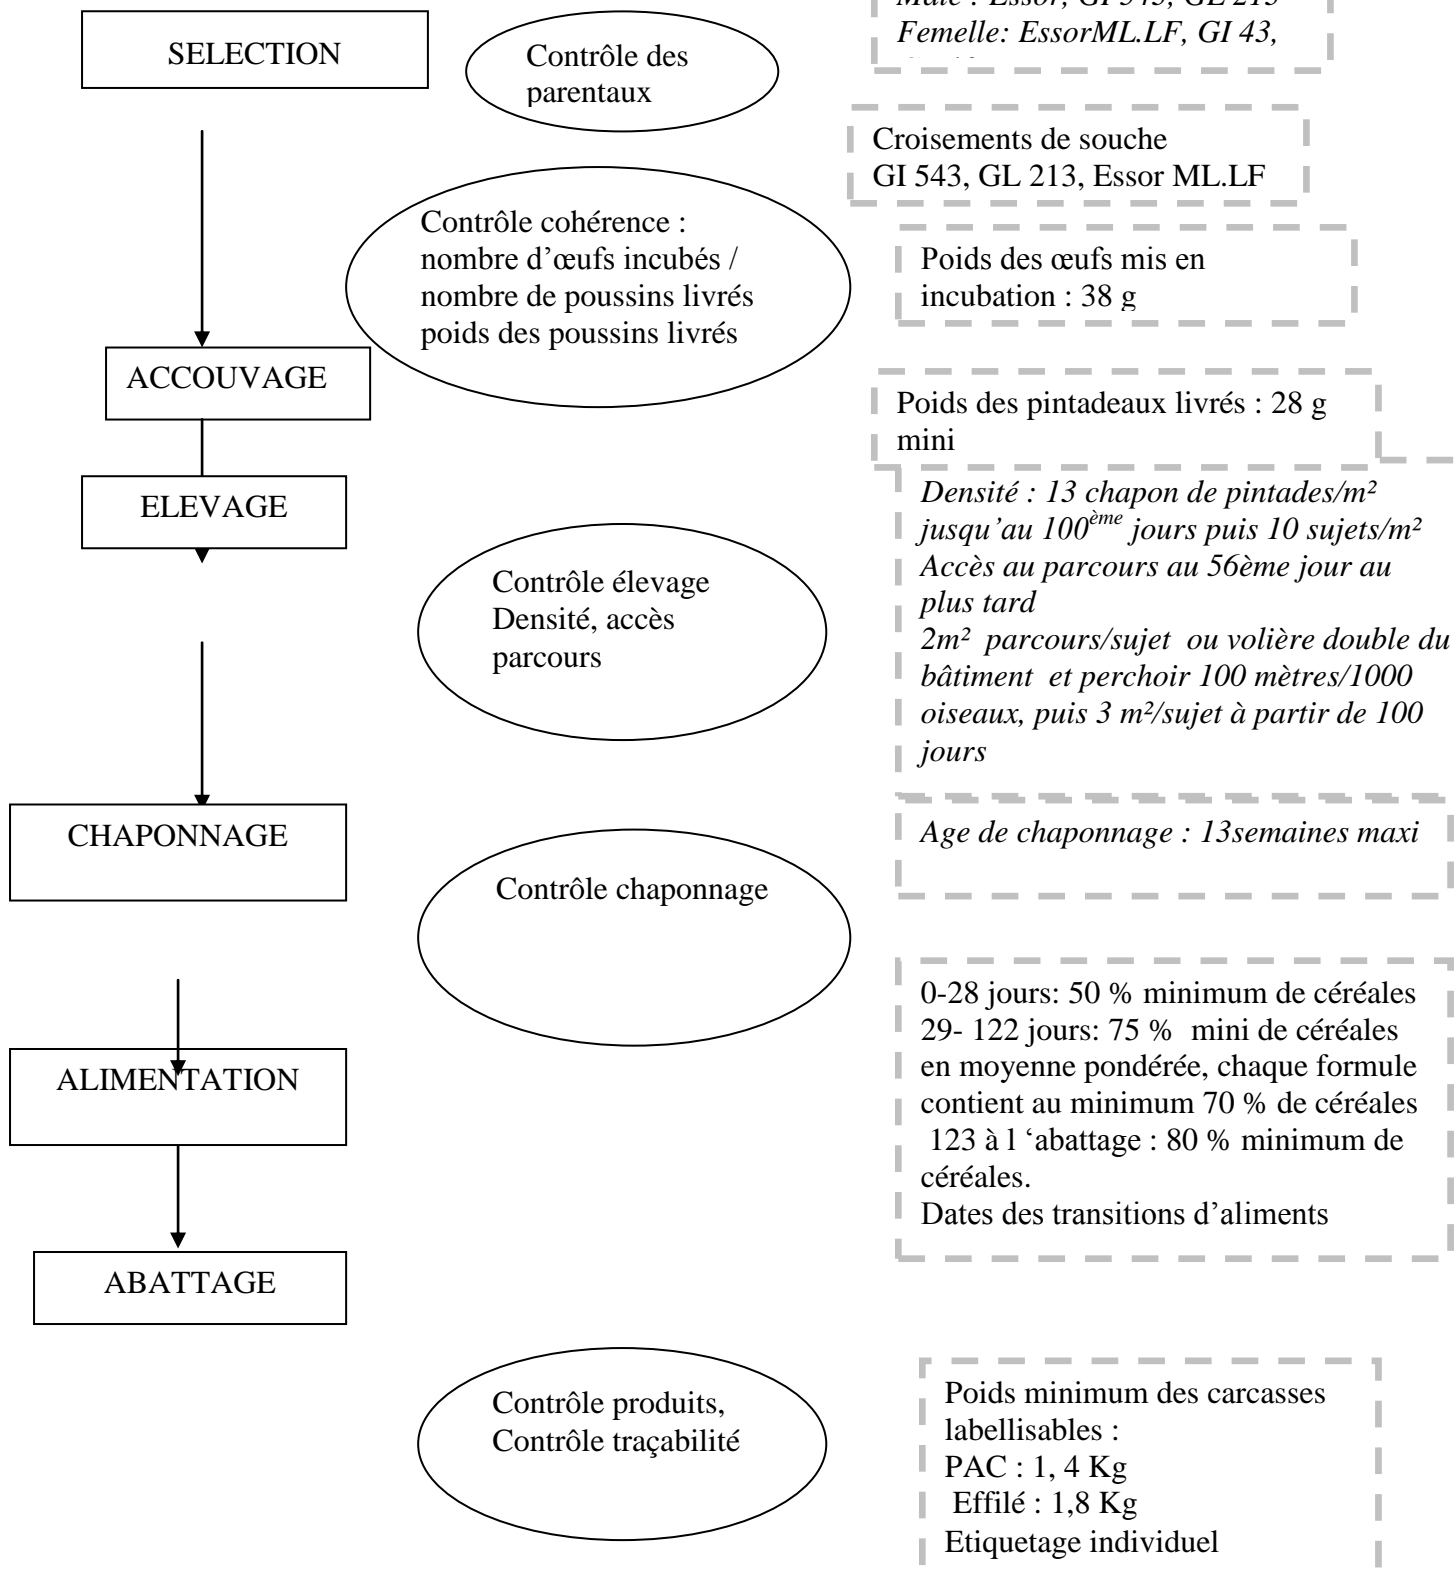 Femelle: EssorML.LF, GI 43,
SELECTION
Contrôle des
parentaux
Croisements de souche
GI 543, GL 213, Essor ML.LF
Contrôle cohérence :
nombre d’œufs incubés /
nombre de poussins livrés
poids des poussins livrés
Poids des œufs mis en
incubation : 38 g
ACCOUVAGE
Poids des pintadeaux livrés : 28 g
mini
ELEVAGE
Contrôle élevage
Densité, accès
parcours
Densité : 13 chapon de pintades/m²
jusqu’au 100ème jours puis 10 sujets/m²
Accès au parcours au 56ème jour au
plus tard
2m² parcours/sujet ou volière double du
bâtiment et perchoir 100 mètres/1000
oiseaux, puis 3 m²/sujet à partir de 100
jours
CHAPONNAGE
Contrôle chaponnage
Age de chaponnage : 13semaines maxi
ALIMENTATION
0-28 jours: 50 % minimum de céréales
29- 122 jours: 75 % mini de céréales
en moyenne pondérée, chaque formule
contient au minimum 70 % de céréales
123 à l ‘abattage : 80 % minimum de
céréales.
Dates des transitions d’aliments
ABATTAGE
Contrôle produits,
Contrôle traçabilité
Poids minimum des carcasses
labellisables :
PAC : 1, 4 Kg
Effilé : 1,8 Kg
Etiquetage individuel